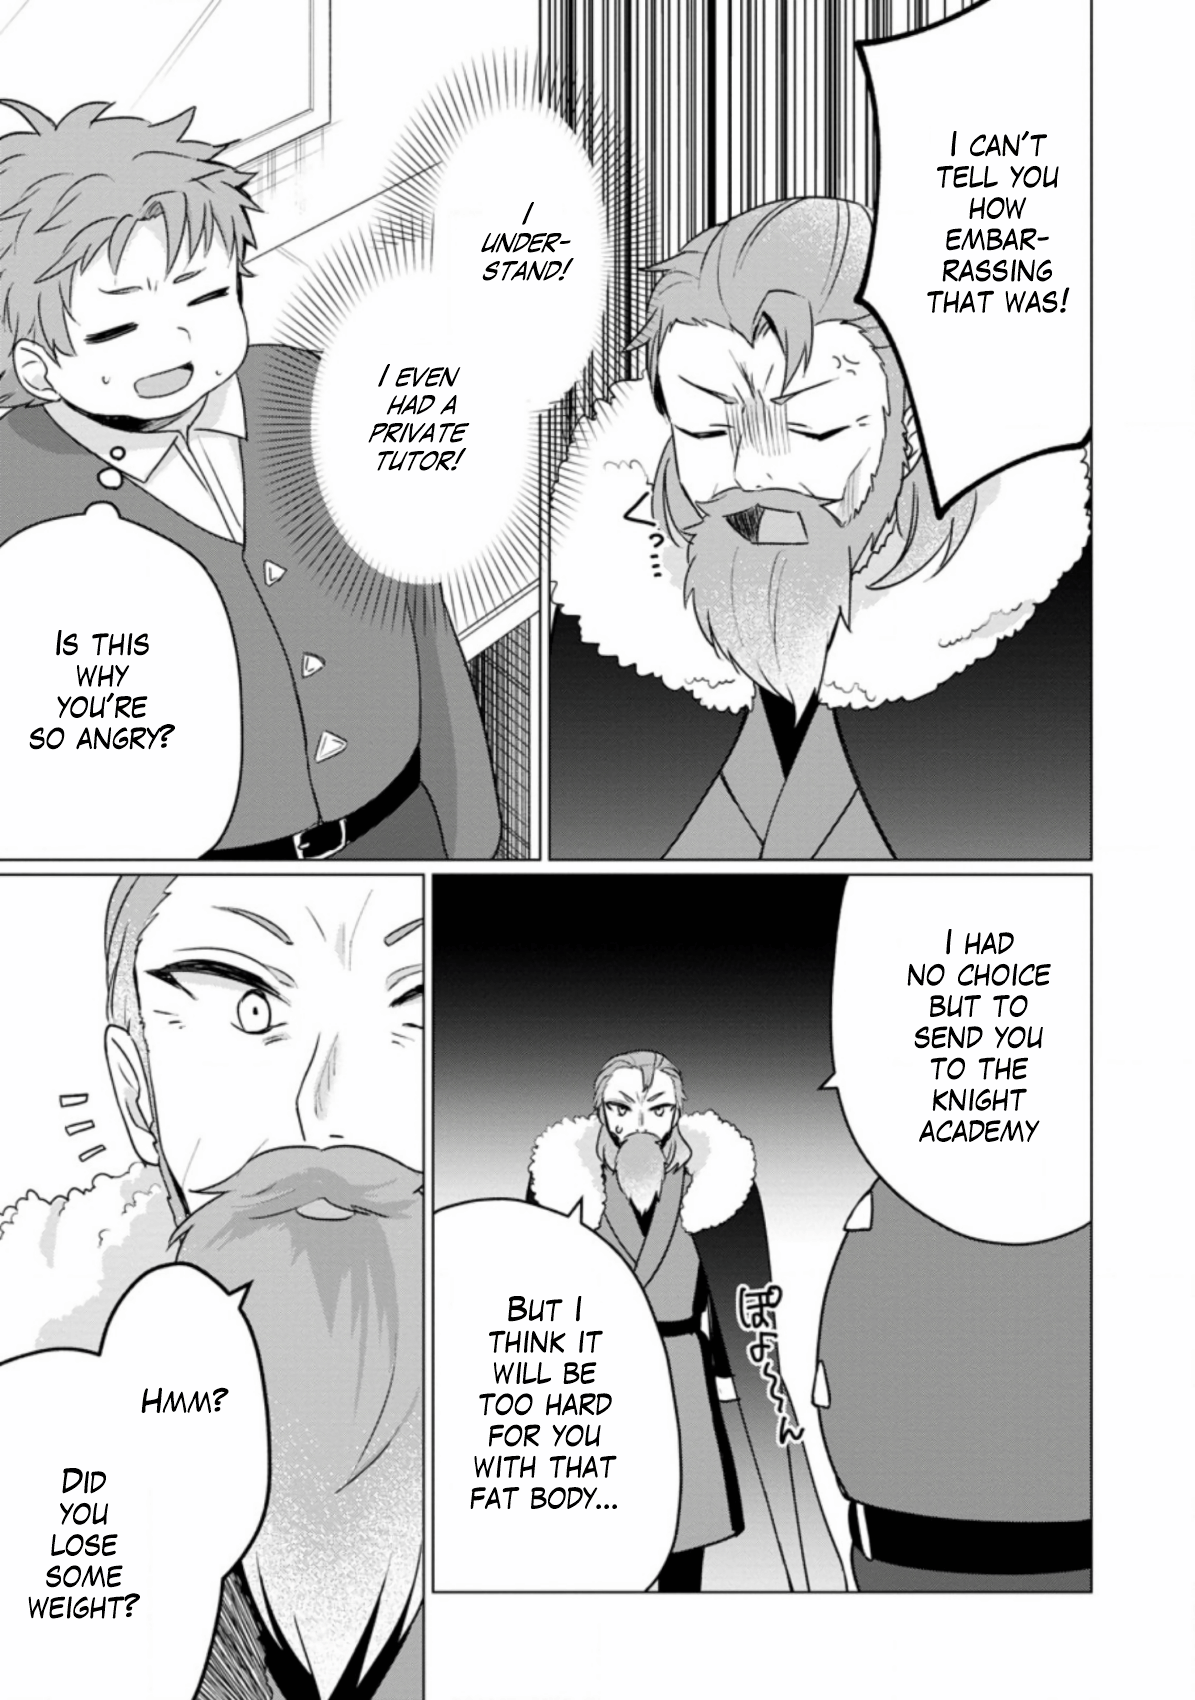 I CAN'T
TELL YOU
HOW
EMBAR-
RASSING
THAT WAS!
っ…
I
UNDER-
STAND!
I EVEN
HAD A
PRIVATE
TUTOR!
IS THIS
WHY
YOU'RE
SO ANGRY?
I HAD
NO CHOICE
BUT TO
SEND YOU
TO THE
KNIGHT
ACADEMY
BUT I
THINK IT
WILL BE
TOO HARD
FOR YOU
WITH THAT
FAT BODY...
ぽよ〜〜ん
HMM?
DID
YOU
LOSE
SOME
WEIGHT?